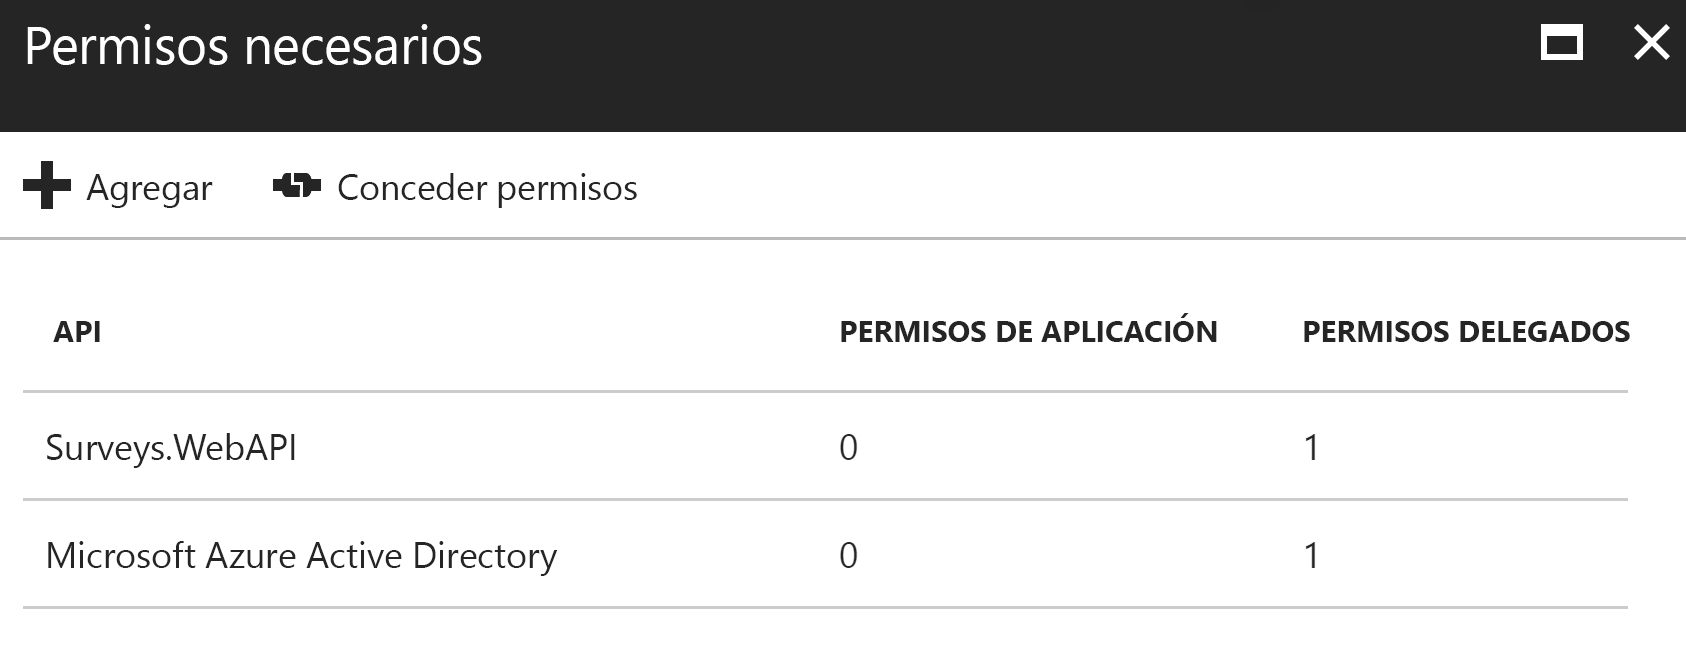 Permisos necesarios
Agregar Conceder permisos
API PERMISOS DE APLICACIÓN PERMISOS DELEGADOS
Surveys.WebAPI 0 1
Microsoft Azure Active Directory 0 1